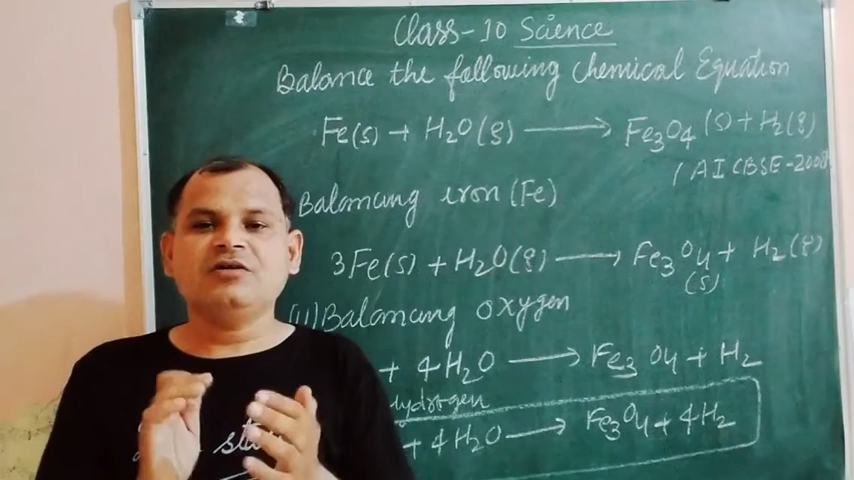 Class-10 Science
Balance the following Chemical Equation
Fe(s) + H₂O(g) ⟶ Fe₃O₄(s) + H₂(g)
(AI CBSE-2008)
Balancing iron (Fe)
3Fe(s) + H₂O(g) ⟶ Fe₃O₄ + H₂(g)
(s)
(ii) Balancing oxygen
+ 4H₂O ⟶ Fe₃O₄ + H₂
Hydrogen
+ 4H₂O ⟶ Fe₃O₄ + 4H₂